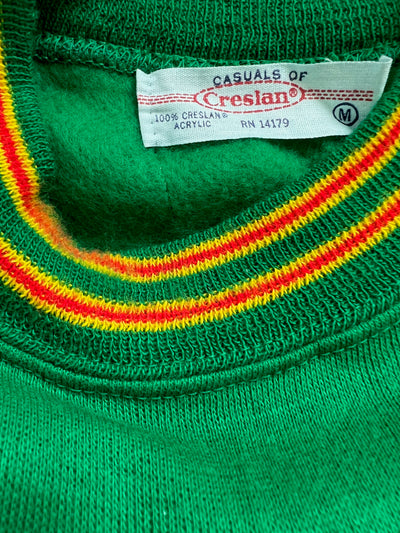 CASUALS OF
Creslan®
100% CRESLAN®
ACRYLIC RN 14179
M